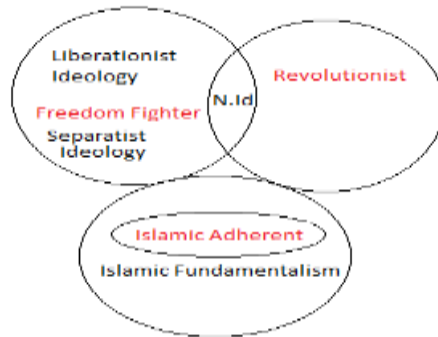 Liberationist
Ideology
Revolutionist
N.Id
Freedom Fighter
Separatist
Ideology
Islamic Adherent
Islamic Fundamentalism